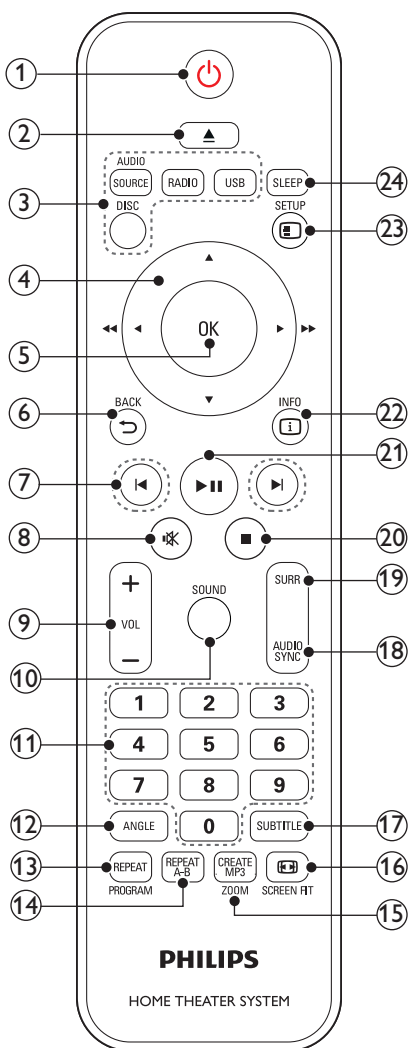 1
2
AUDIO
SOURCE RADIO USB SLEEP 24
3 DISC SETUP
23
4
OK
5
6 BACK INFO 22
21
7
8 20
SURR 19
9 + VOL − SOUND
10 AUDIO SYNC 18
1 2 3
11 4 5 6
7 8 9
12 ANGLE 0 SUBTITLE 17
13 REPEAT REPEAT A-B CREATE MP3 16
PROGRAM 14 ZOOM SCREEN FIT
15
PHILIPS
HOME THEATER SYSTEM